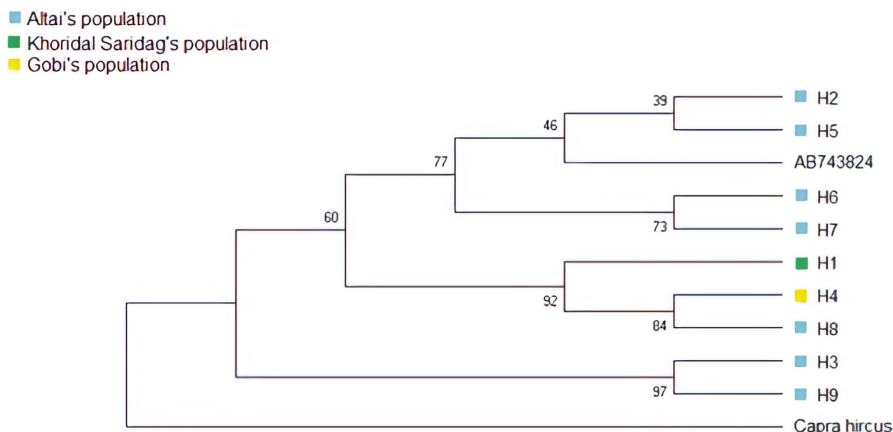 Altai's population
Khoridal Saridag's population
Gobi's population
39
H2
46
H5
77
AB743824
H6
60
73
H7
H1
92
H4
84
H8
H3
97
H9
Capra hircus